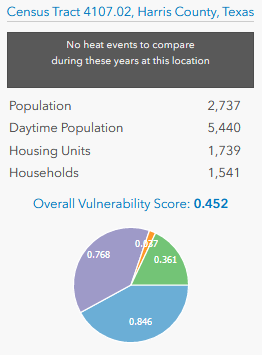 Census Tract 4107.02, Harris County, Texas
No heat events to compare
during these years at this location
Population 2,737
Daytime Population 5,440
Housing Units 1,739
Households 1,541
Overall Vulnerability Score: 0.452
0.768
0.037
0.361
0.846